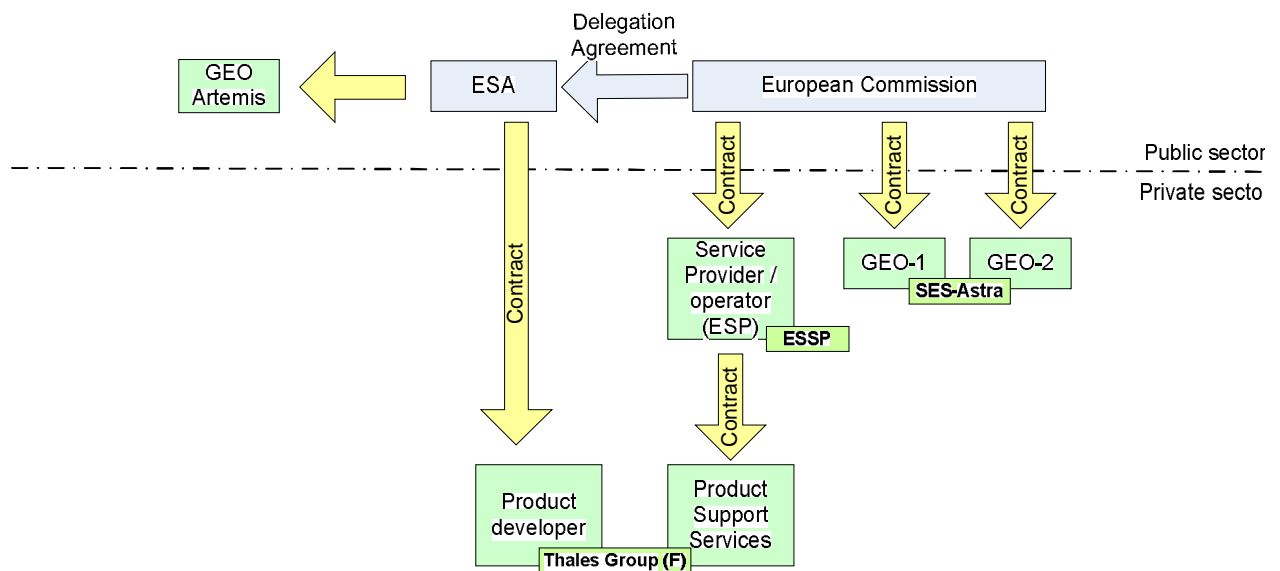 Delegation
Agreement
GEO
Artemis
ESA
European Commission
Public sector
Private secto
Contract
Contract
Contract
Contract
Service
Provider /
operator
(ESP)
ESSP
GEO-1
GEO-2
SES-Astra
Contract
Product
developer
Product
Support
Services
Thales Group (F)